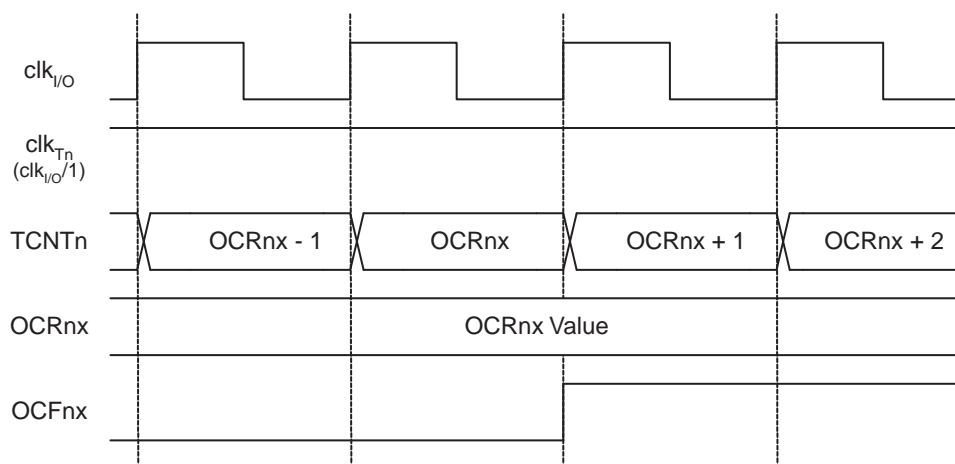 clkI/O
clkTn
(clkI/O/1)
TCNTn OCRnx - 1 OCRnx OCRnx + 1 OCRnx + 2
OCRnx OCRnx Value
OCFnx